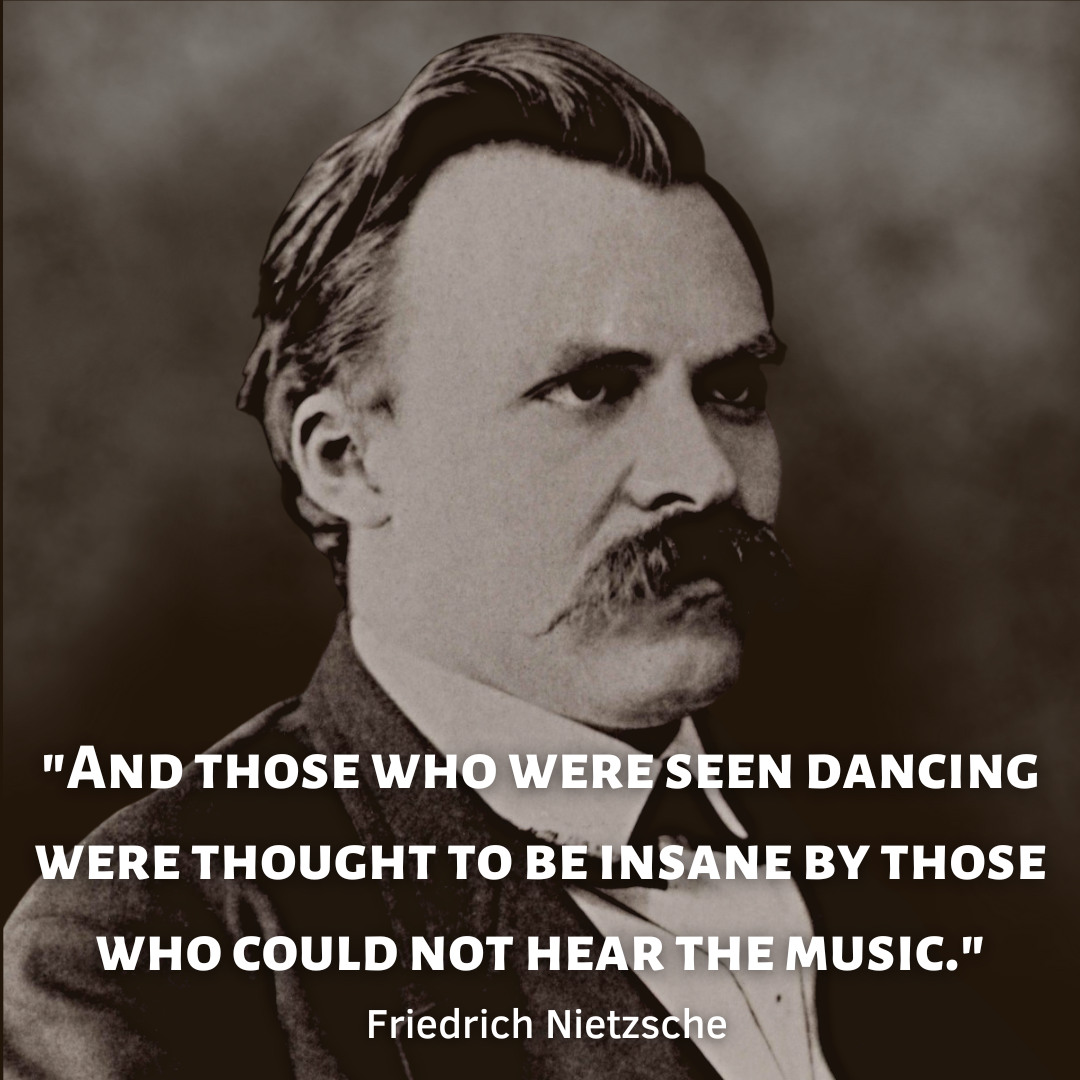 "And those who were seen dancing
were thought to be insane by those
who could not hear the music."
Friedrich Nietzsche